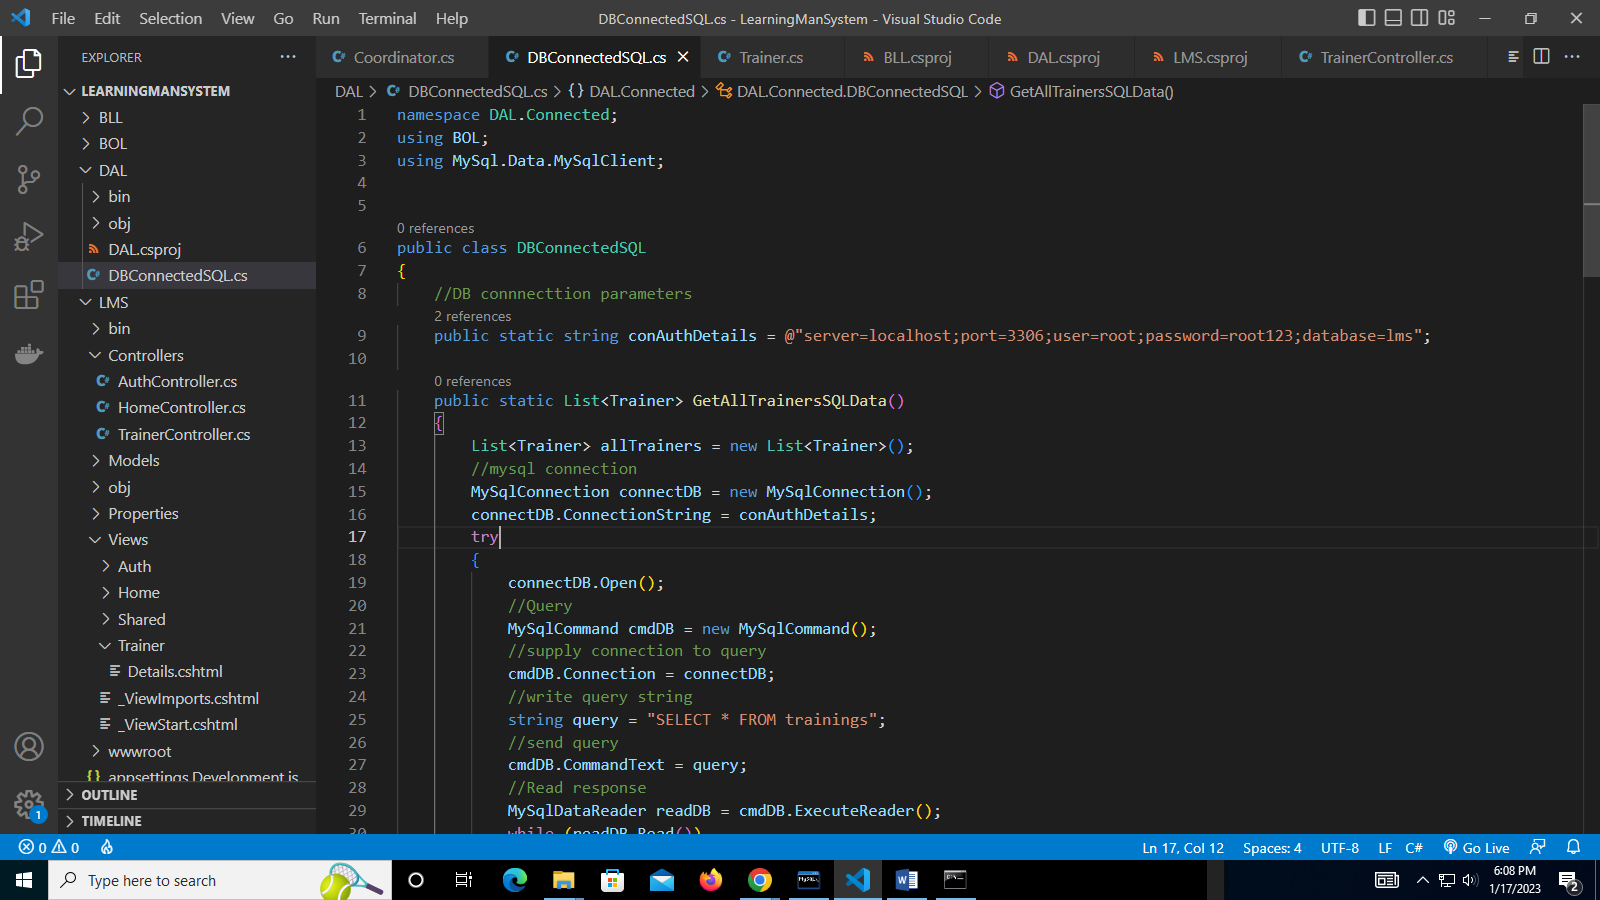 File Edit Selection View Go Run Terminal Help
DBConnectedSQL.cs - LearningManSystem - Visual Studio Code
EXPLORER
LEARNINGMANSYSTEM
BLL
BOL
DAL
bin
obj
DAL.csproj
DBConnectedSQL.cs
LMS
bin
Controllers
AuthController.cs
HomeController.cs
TrainerController.cs
Models
obj
Properties
Views
Auth
Home
Shared
Trainer
Details.cshtml
_ViewImports.cshtml
_ViewStart.cshtml
wwwroot
appsettings.Development.js
OUTLINE
TIMELINE
Coordinator.cs DBConnectedSQL.cs Trainer.cs BLL.csproj DAL.csproj LMS.csproj TrainerController.cs
DAL > DBConnectedSQL.cs > {} DAL.Connected > DAL.Connected.DBConnectedSQL > GetAllTrainersSQLData()
1 namespace DAL.Connected;
2 using BOL;
3 using MySql.Data.MySqlClient;
4
5
0 references
6 public class DBConnectedSQL
7 {
8 //DB connnecttion parameters
2 references
9 public static string conAuthDetails = @"server=localhost;port=3306;user=root;password=root123;database=lms";
10
0 references
11 public static List<Trainer> GetAllTrainersSQLData()
12 {
13 List<Trainer> allTrainers = new List<Trainer>();
14 //mysql connection
15 MySqlConnection connectDB = new MySqlConnection();
16 connectDB.ConnectionString = conAuthDetails;
17 try
18 {
19 connectDB.Open();
20 //Query
21 MySqlCommand cmdDB = new MySqlCommand();
22 //supply connection to query
23 cmdDB.Connection = connectDB;
24 //write query string
25 string query = "SELECT * FROM trainings";
26 //send query
27 cmdDB.CommandText = query;
28 //Read response
29 MySqlDataReader readDB = cmdDB.ExecuteReader();
30 while (readDB.Read())
1
0 0
Ln 17, Col 12 Spaces: 4 UTF-8 LF C# Go Live
Type here to search
6:08 PM
1/17/2023
2